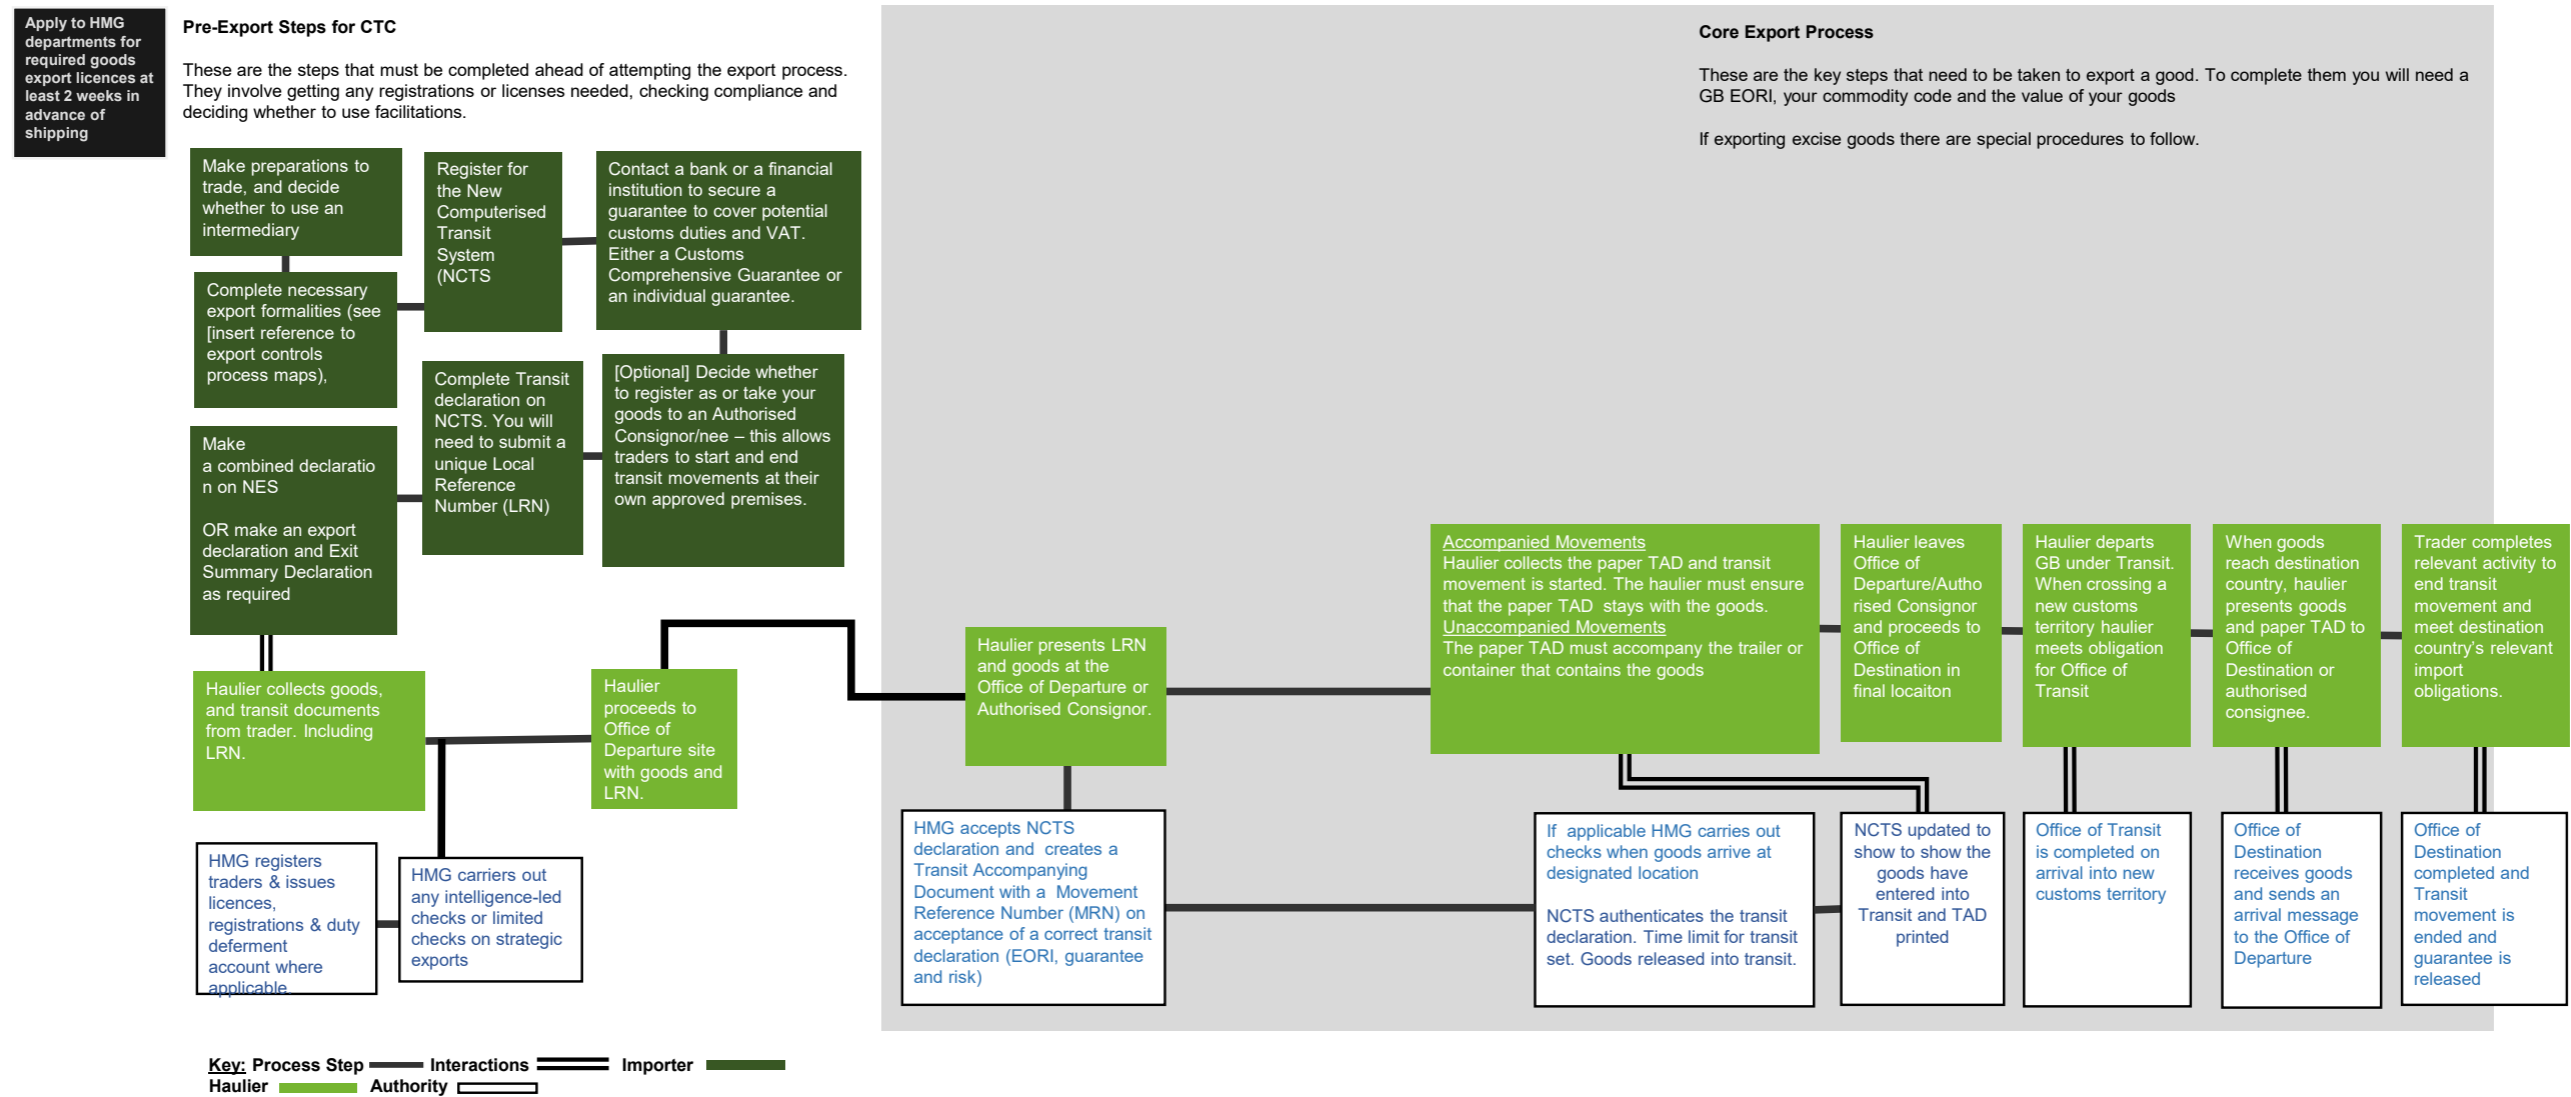 Apply to HMG
departments for
required goods
export licences at
least 2 weeks in
advance of
shipping
Pre-Export Steps for CTC
These are the steps that must be completed ahead of attempting the export process.
They involve getting any registrations or licenses needed, checking compliance and
deciding whether to use facilitations.
Core Export Process
These are the key steps that need to be taken to export a good. To complete them you will need a
GB EORI, your commodity code and the value of your goods
If exporting excise goods there are special procedures to follow.
Make preparations to
trade, and decide
whether to use an
intermediary
Register for
the New
Computerised
Transit
System
(NCTS
Contact a bank or a financial
institution to secure a
guarantee to cover potential
customs duties and VAT.
Either a Customs
Comprehensive Guarantee or
an individual guarantee.
Complete necessary
export formalities (see
[insert reference to
export controls
process maps),
Complete Transit
declaration on
NCTS. You will
need to submit a
unique Local
Reference
Number (LRN)
[Optional] Decide whether
to register as or take your
goods to an Authorised
Consignor/nee – this allows
traders to start and end
transit movements at their
own approved premises.
Make
a combined declaratio
n on NES
OR make an export
declaration and Exit
Summary Declaration
as required
Haulier collects goods,
and transit documents
from trader. Including
LRN.
Haulier
proceeds to
Office of
Departure site
with goods and
LRN.
Haulier presents LRN
and goods at the
Office of Departure or
Authorised Consignor.
Accompanied Movements
Haulier collects the paper TAD and transit
movement is started. The haulier must ensure
that the paper TAD  stays with the goods.
Unaccompanied Movements
The paper TAD must accompany the trailer or
container that contains the goods
Haulier leaves
Office of
Departure/Autho
rised Consignor
and proceeds to
Office of
Destination in
final locaiton
Haulier departs
GB under Transit.
When crossing a
new customs
territory haulier
meets obligation
for Office of
Transit
When goods
reach destination
country, haulier
presents goods
and paper TAD to
Office of
Destination or
authorised
consignee.
Trader completes
relevant activity to
end transit
movement and
meet destination
country's relevant
import
obligations.
HMG registers
traders & issues
licences,
registrations & duty
deferment
account where
applicable.
HMG carriers out
any intelligence-led
checks or limited
checks on strategic
exports
HMG accepts NCTS
declaration and  creates a
Transit Accompanying
Document with a  Movement
Reference Number (MRN) on
acceptance of a correct transit
declaration (EORI, guarantee
and risk)
If  applicable HMG carries out
checks when goods arrive at
designated location
NCTS authenticates the transit
declaration. Time limit for transit
set. Goods released into transit.
NCTS updated to
show to show the
goods have
entered into
Transit and TAD
printed
Office of Transit
is completed on
arrival into new
customs territory
Office of
Destination
receives goods
and sends an
arrival message
to the Office of
Departure
Office of
Destination
completed and
Transit
movement is
ended and
guarantee is
released
Key: Process Step Interactions Importer
Haulier Authority